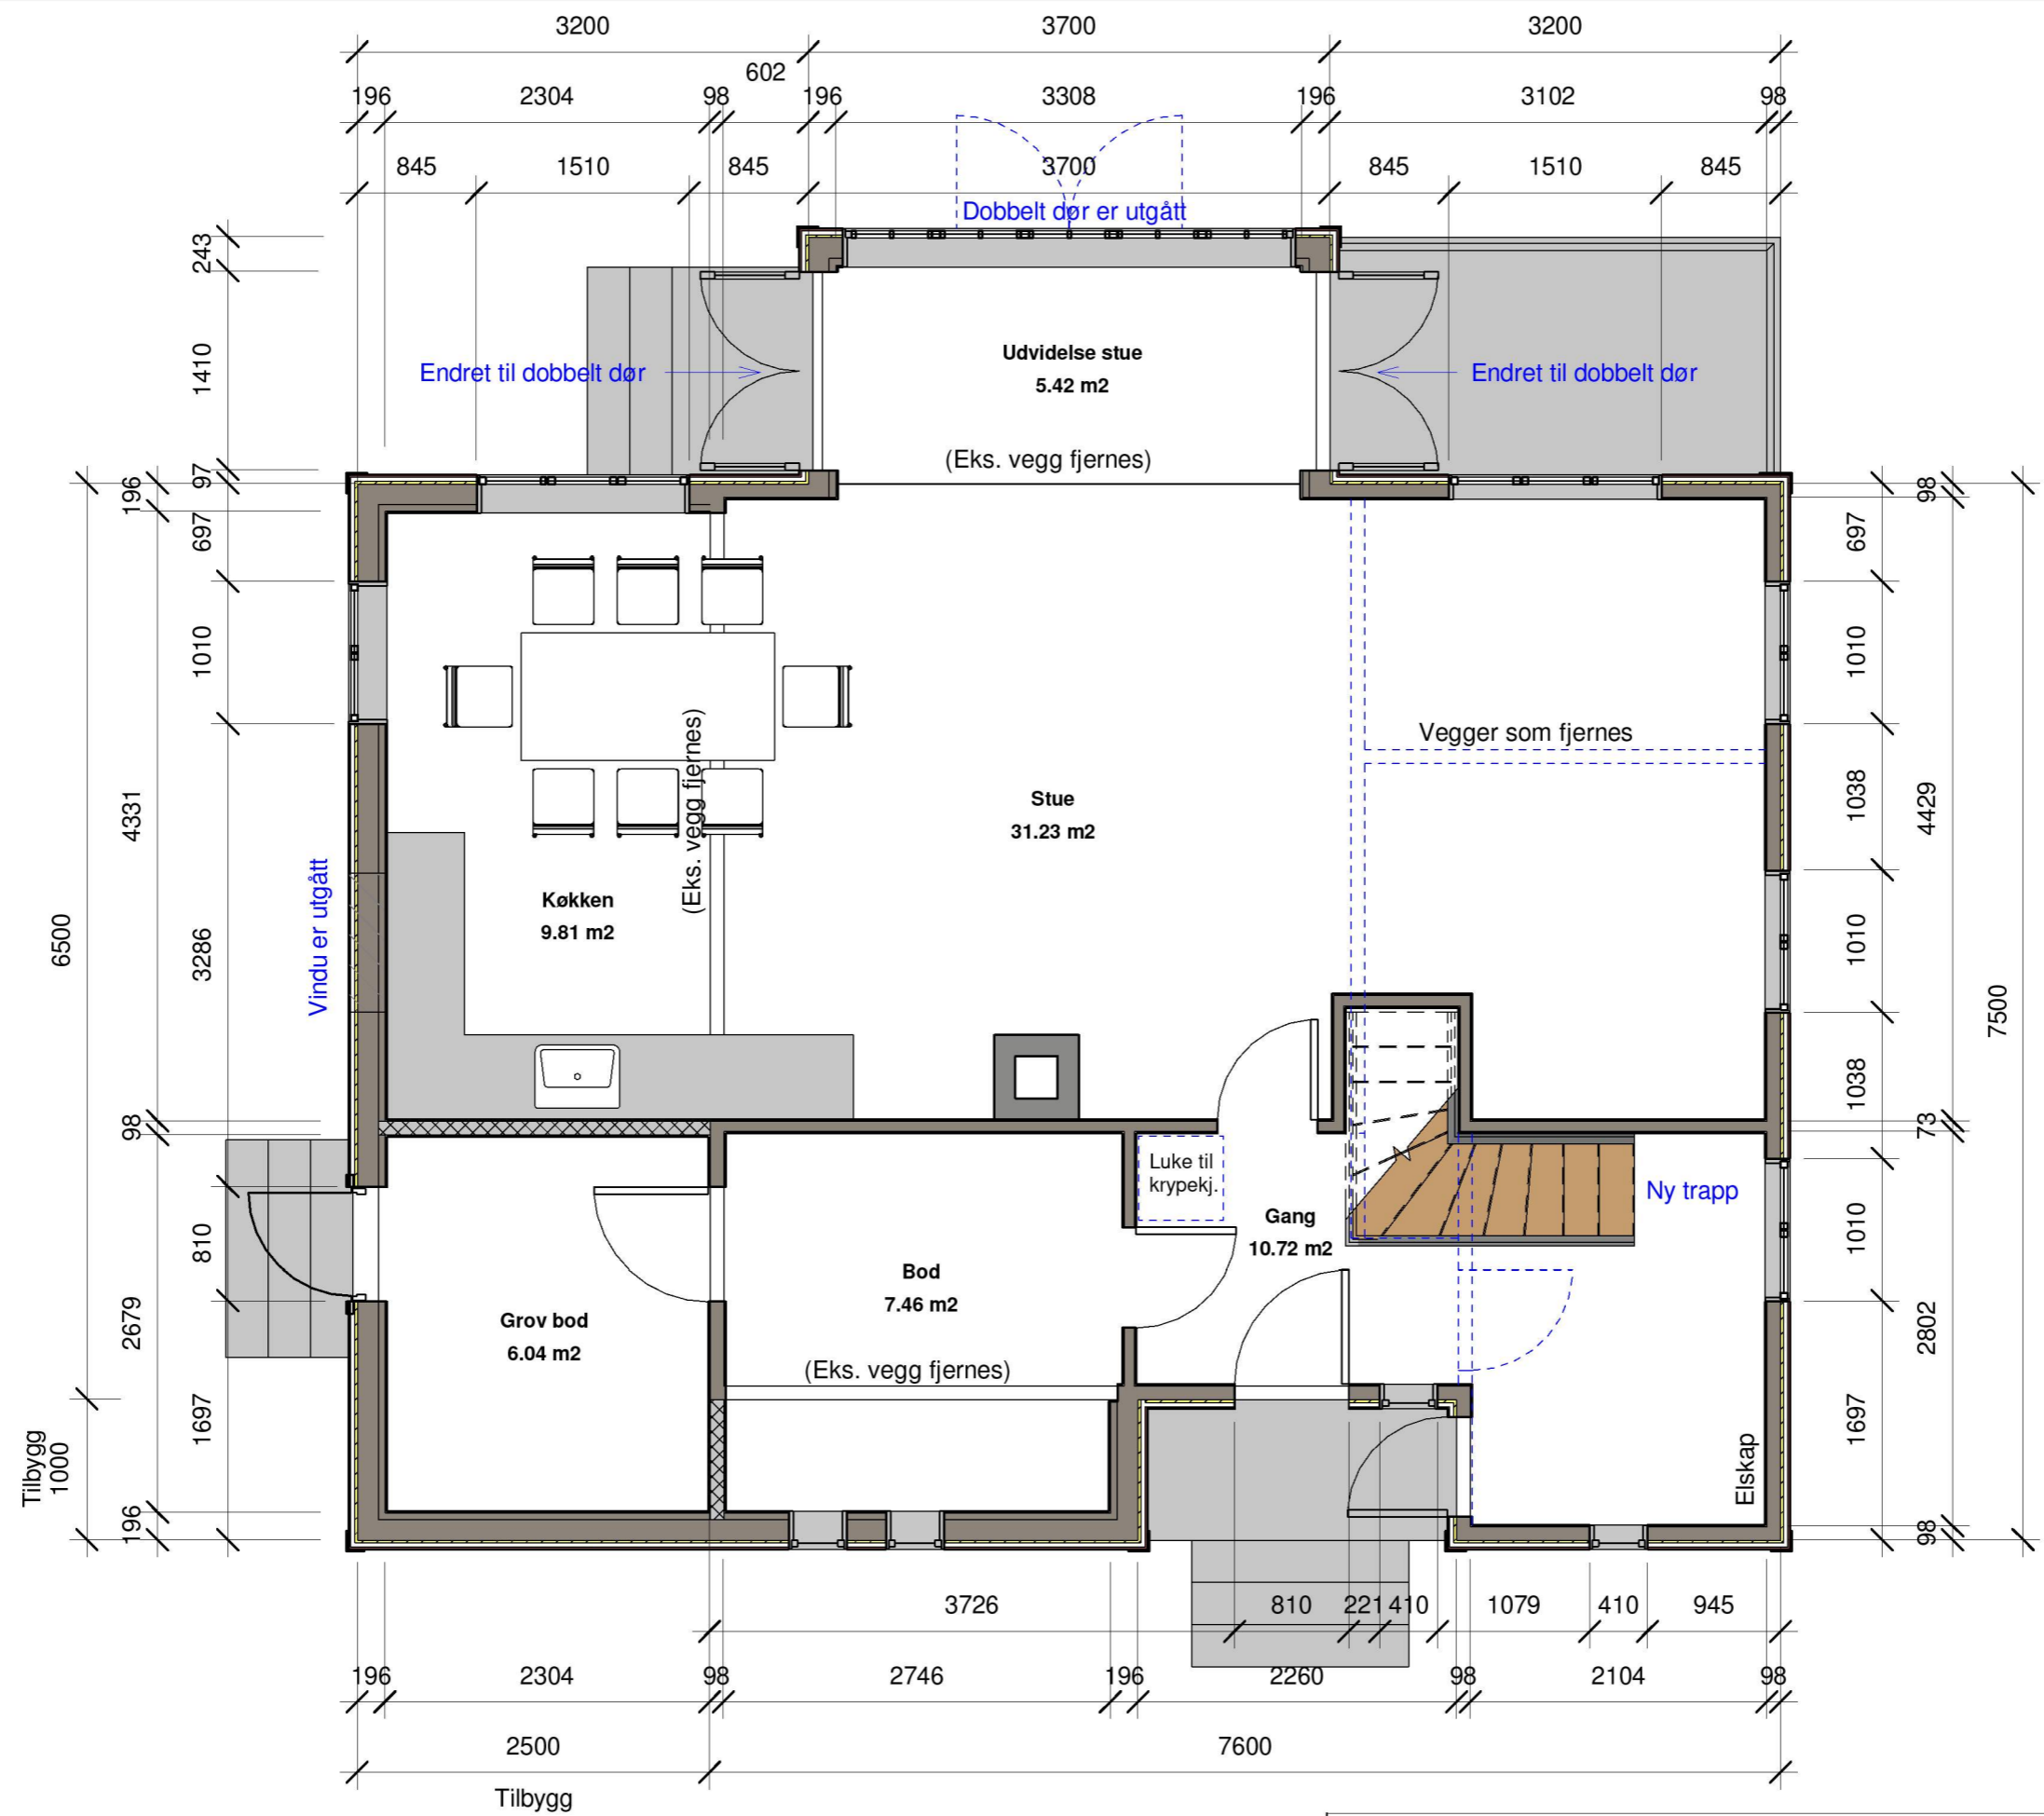 3200 3700 3200
602
196 2304 98 196 3308 196 3102 98
845 1510 845 3700 845 1510 845
Dobbelt dør er utgått
243
1410
97
697
1010
3286
810
1697
196
4331
98
2679
196
6500
Tilbygg
1000
Endret til dobbelt dør
Udvidelse stue
5.42 m2
Endret til dobbelt dør
(Eks. vegg fjernes)
(Eks. vegg fjernes)
Vegger som fjernes
Stue
31.23 m2
Køkken
9.81 m2
Vindu er utgått
Luke til
krypekj.
Ny trapp
Gang
10.72 m2
Bod
7.46 m2
Grov bod
6.04 m2
(Eks. vegg fjernes)
Elskap
697
1010
1038
1010
1038
1010
1697
98
4429
73
2802
98
7500
3726 810 221 410 1079 410 945
196 2304 98 2746 196 2260 98 2104 98
2500 7600
Tilbygg